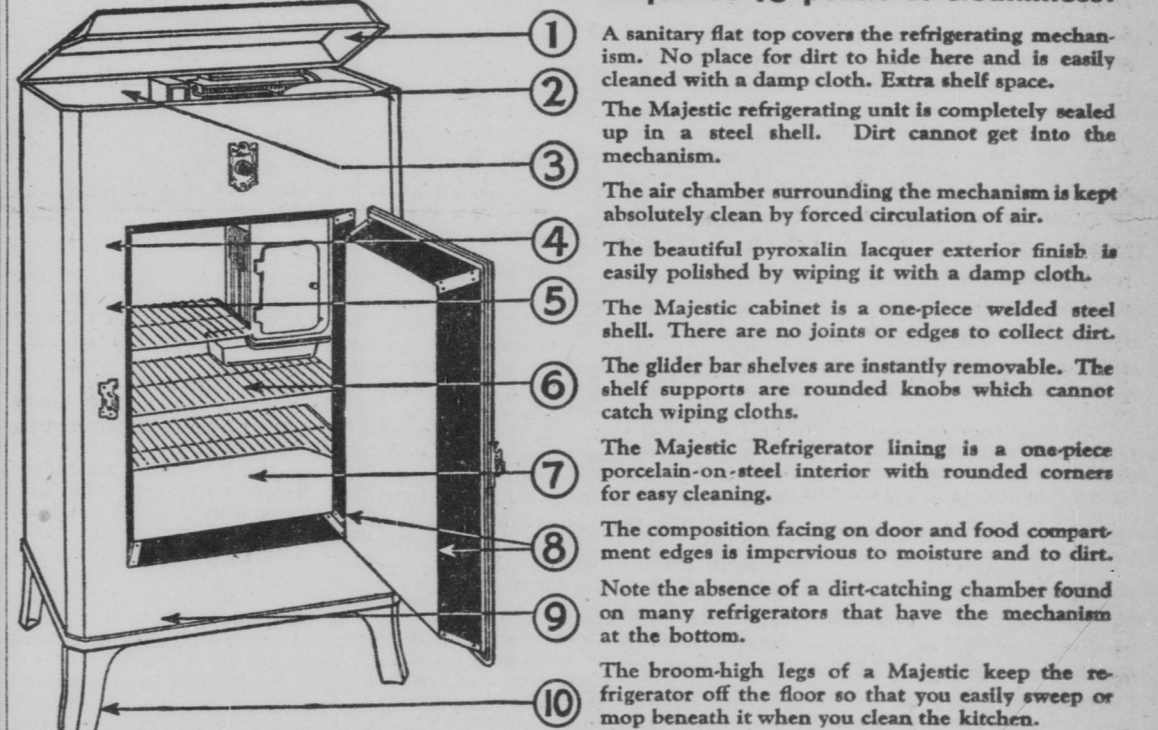 1 A sanitary flat top covers the refrigerating mechan-
ism. No place for dirt to hide here and is easily
cleaned with a damp cloth. Extra shelf space.
2 The Majestic refrigerating unit is completely sealed
up in a steel shell. Dirt cannot get into the
mechanism.
3 The air chamber surrounding the mechanism is kept
absolutely clean by forced circulation of air.
4 The beautiful pyroxalin lacquer exterior finish is
easily polished by wiping it with a damp cloth.
5 The Majestic cabinet is a one-piece welded steel
shell. There are no joints or edges to collect dirt.
6 The glider bar shelves are instantly removable. The
shelf supports are rounded knobs which cannot
catch wiping cloths.
7 The Majestic Refrigerator lining is a one-piece
porcelain-on-steel interior with rounded corners
for easy cleaning.
8 The composition facing on door and food compart-
ment edges is impervious to moisture and to dirt.
9 Note the absence of a dirt-catching chamber found
on many refrigerators that have the mechanism
at the bottom.
10 The broom-high legs of a Majestic keep the re-
frigerator off the floor so that you easily sweep or
mop beneath it when you clean the kitchen.